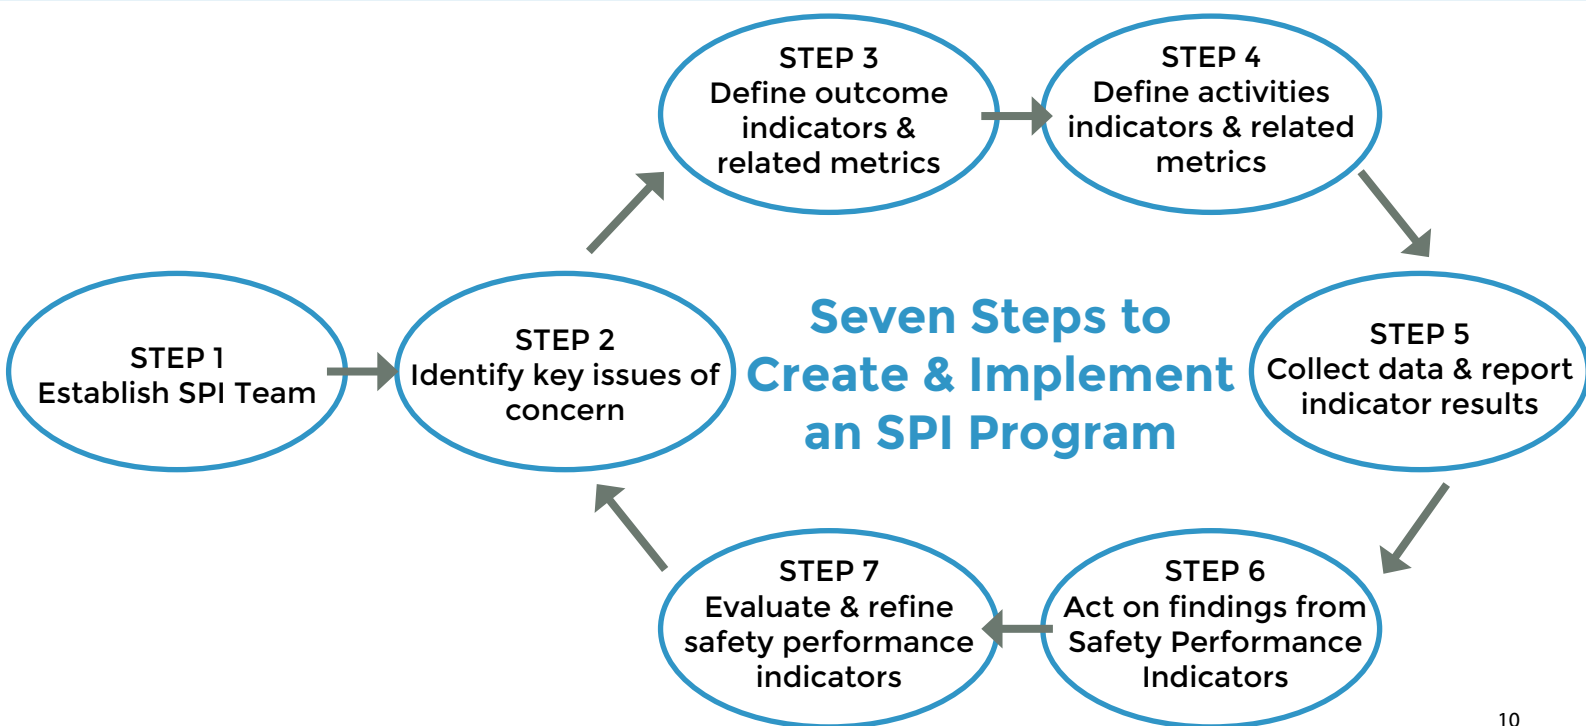 STEP 1
Establish SPI Team
STEP 2
Identify key issues of
concern
STEP 3
Define outcome
indicators &
related metrics
STEP 4
Define activities
indicators & related
metrics
Seven Steps to
Create & Implement
an SPI Program
STEP 5
Collect data & report
indicator results
STEP 6
Act on findings from
Safety Performance
Indicators
STEP 7
Evaluate & refine
safety performance
indicators
10